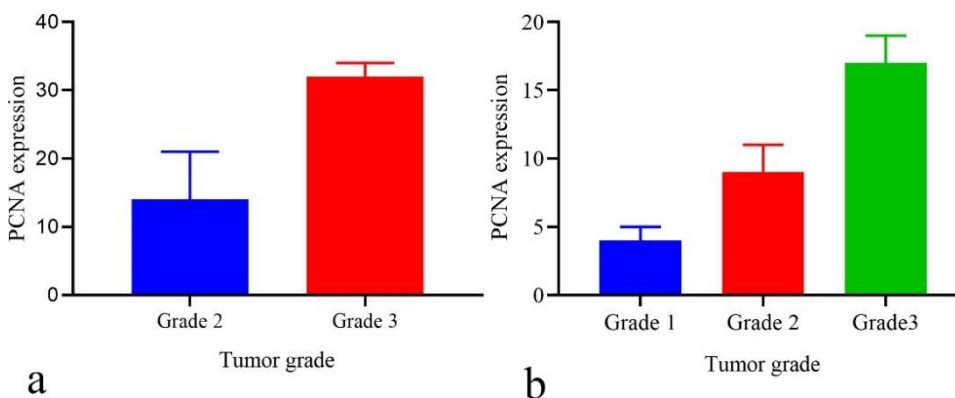 PCNA expression
40
30
20
10
0
Grade 2 Grade 3
Tumor grade
a
PCNA expression
20
15
10
5
0
Grade 1 Grade 2 Grade3
Tumor grade
b